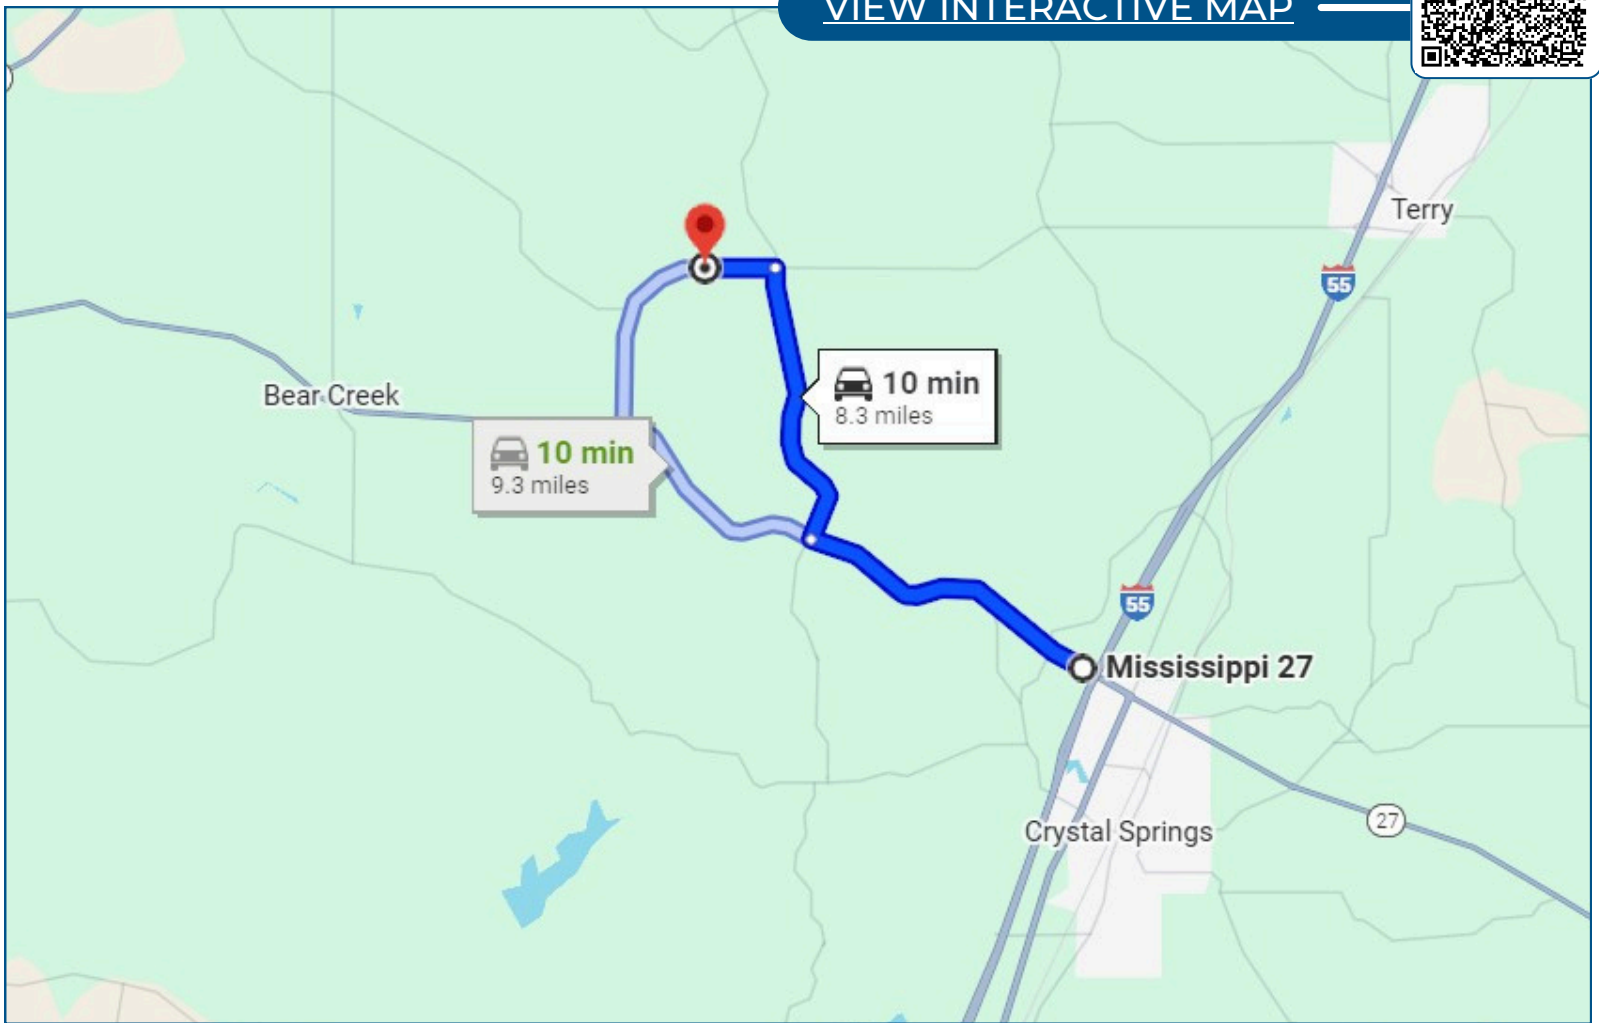 VIEW INTERACTIVE MAP
Terry
55
10 min
8.3 miles
Bear Creek
10 min
9.3 miles
55
Mississippi 27
27
Crystal Springs